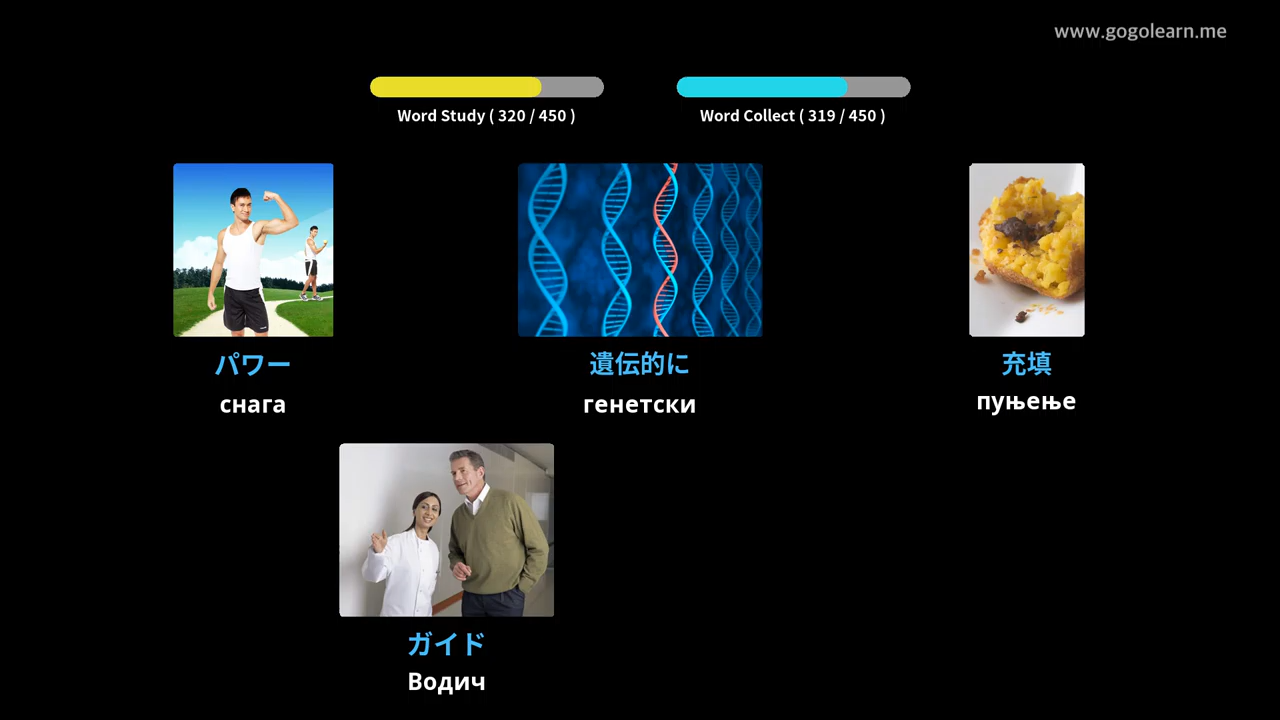 www.gogolearn.me
Word Study ( 320 / 450 )
Word Collect ( 319 / 450 )
パワー
снага
遺伝的に
генетски
充填
пуњење
ガイド
Водич